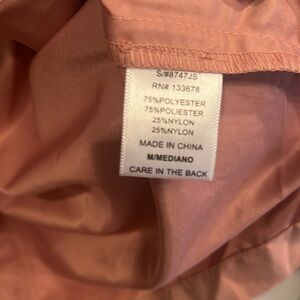 S/#8747JS
RN# 133678
75%POLYESTER
75%POLIESTER
25%NYLON
25%NYLON
MADE IN CHINA
M/MEDIANO
CARE IN THE BACK